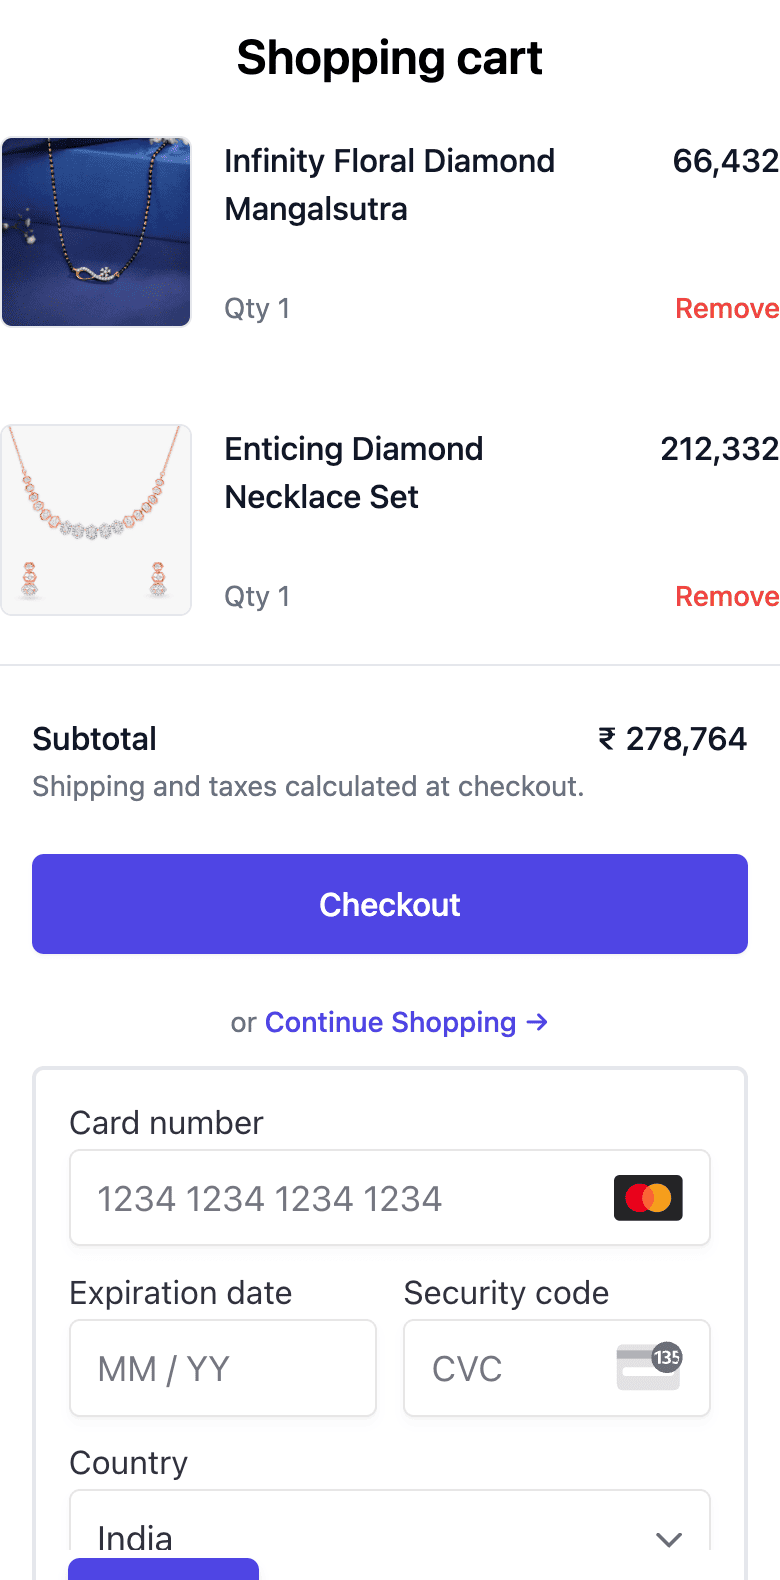 Shopping cart
Infinity Floral Diamond
Mangalsutra
66,432
Qty 1
Remove
Enticing Diamond
Necklace Set
212,332
Qty 1
Remove
Subtotal
₹ 278,764
Shipping and taxes calculated at checkout.
Checkout
or Continue Shopping →
Card number
1234 1234 1234 1234
Expiration date
Security code
MM / YY
CVC
135
Country
India